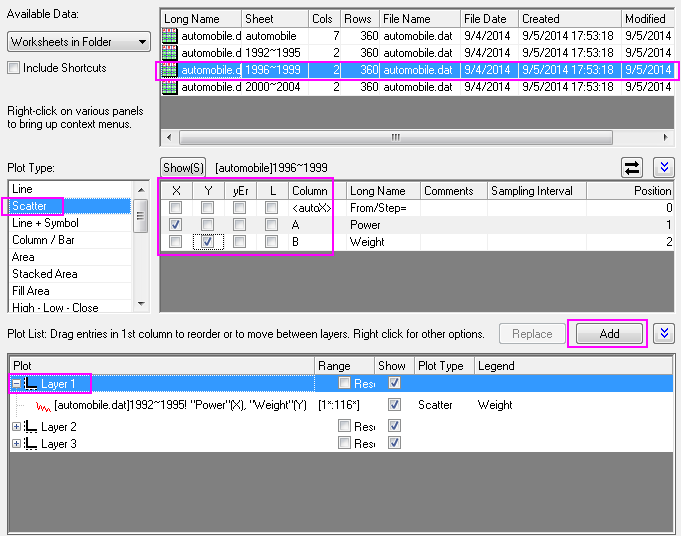 Available Data:
Worksheets in Folder
Include Shortcuts
Right-click on various panels
to bring up context menus.
Long Name Sheet Cols Rows File Name File Date Created Modified
automobile.d automobile 7 360 automobile.dat 9/4/2014 9/5/2014 17:53:18 9/5/2014
automobile.d 1992~1995 2 360 automobile.dat 9/4/2014 9/5/2014 17:53:18 9/5/2014
automobile.d 1996~1999 2 360 automobile.dat 9/4/2014 9/5/2014 17:53:18 9/5/2014
automobile.d 2000~2004 2 360 automobile.dat 9/4/2014 9/5/2014 17:53:18 9/5/2014
Plot Type:
Line
Scatter
Line + Symbol
Column / Bar
Area
Stacked Area
Fill Area
High - Low - Close
Show(S) [automobile]1996~1999
X Y yEr L Column Long Name Comments Sampling Interval Position
<autoX> From/Step= 0
A Power 1
B Weight 2
Plot List: Drag entries in 1st column to reorder or to move between layers. Right click for other options.
Replace
Add
Plot Range Show Plot Type Legend
Layer 1 Resc
[automobile.dat]1992~1995! "Power"(X), "Weight"(Y) [1*:116*] Scatter Weight
Layer 2 Resc
Layer 3 Resc